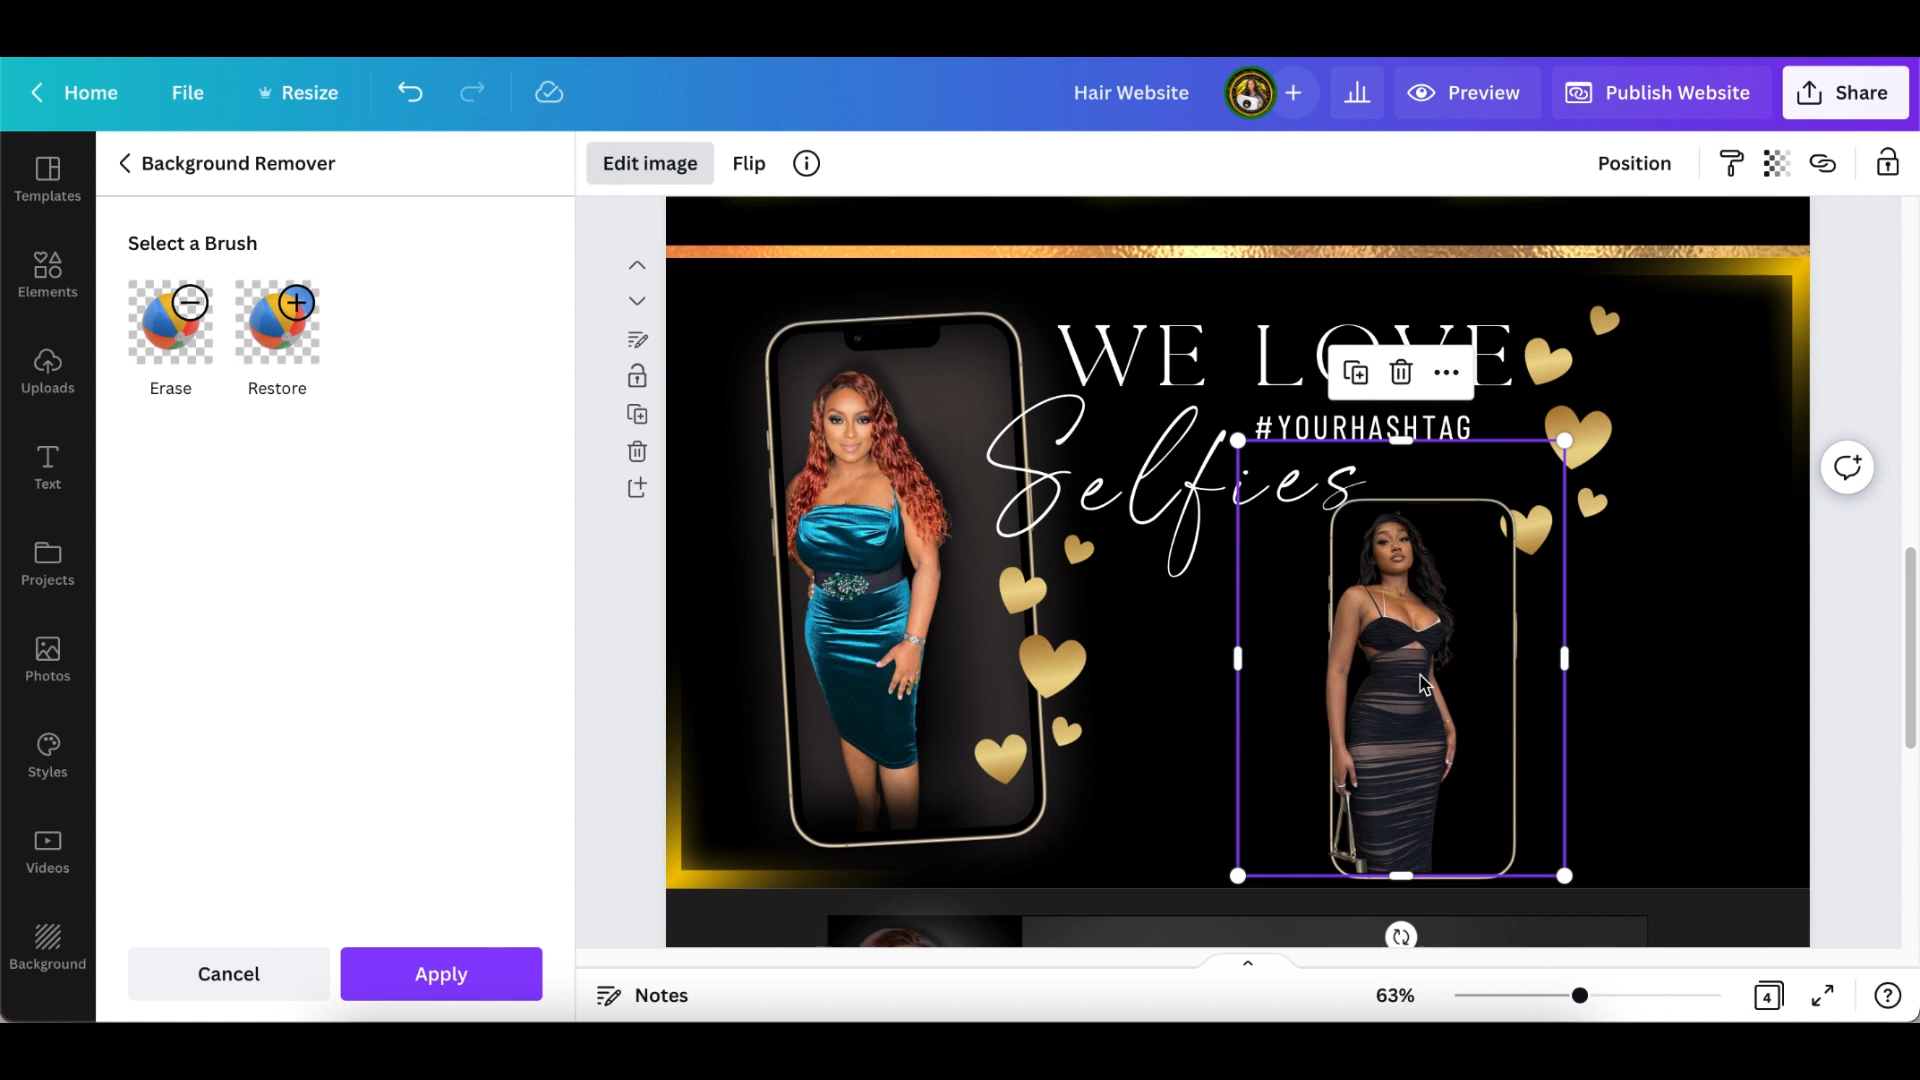 Home File Resize Hair Website + Preview Publish Website Share
Background Remover
Edit image Flip Position
Templates
Select a Brush
Elements
Erase Restore
Uploads
Text
Projects
Photos
Styles
Videos
Background
WE LOVE
#YOURHASHTAG
Selfies
Cancel Apply
Notes 63% 4 ?